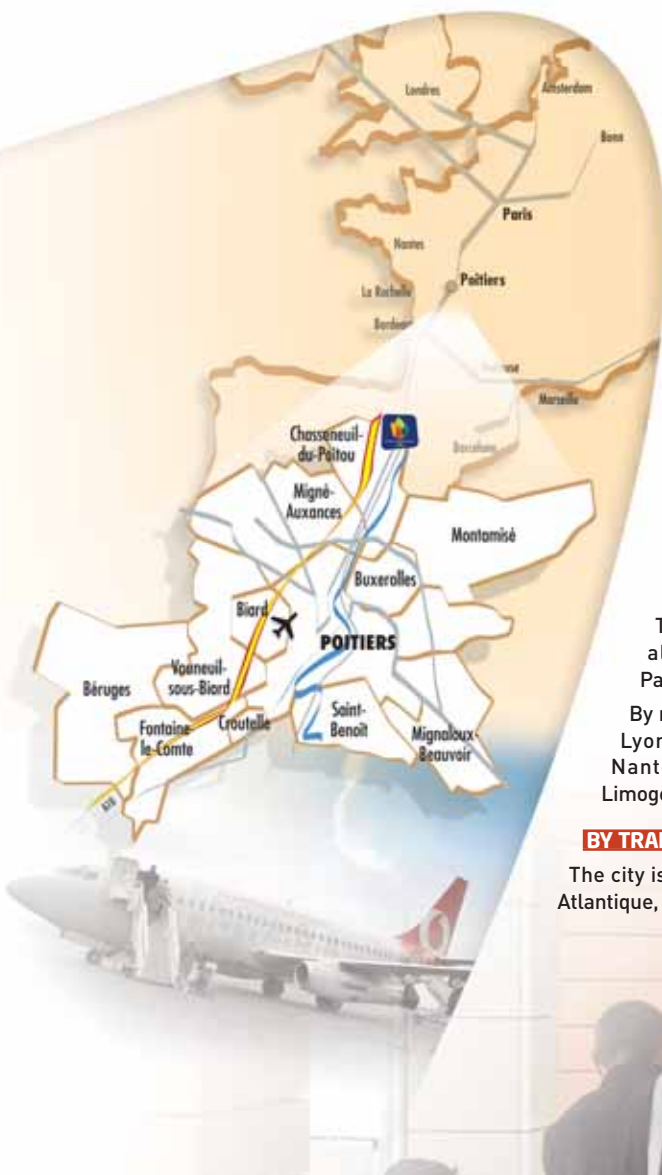 Londres
Amsterdam
Bonn
Paris
Nantes
Poitiers
La Rochelle
Bordeaux
Marseille
Barcelone
Chasseneuil-
du-Poitou
Migné-
Auxances
Montamisé
Buxerolles
Biard
POITIERS
Vouneuil-
sous-Biard
Béruges
Saint-
Benoît
Fontaine-
le-Comte
Croutelle
Mignaloux-
Beauvoir
A10
T
al
Pa
By r
Lyon
Nant
Limoge
BY TRAI
The city is
Atlantique,